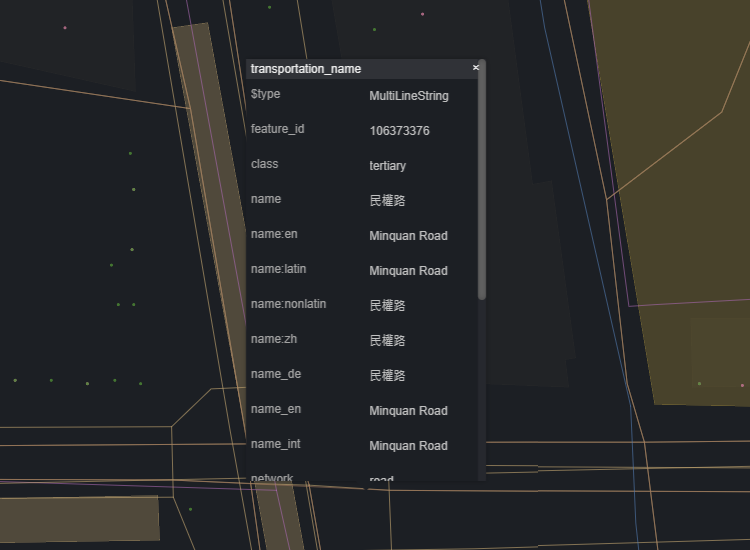 transportation_name ×
$type MultiLineString
feature_id 106373376
class tertiary
name 民權路
name:en Minquan Road
name:latin Minquan Road
name:nonlatin 民權路
name:zh 民權路
name_de 民權路
name_en Minquan Road
name_int Minquan Road
network road